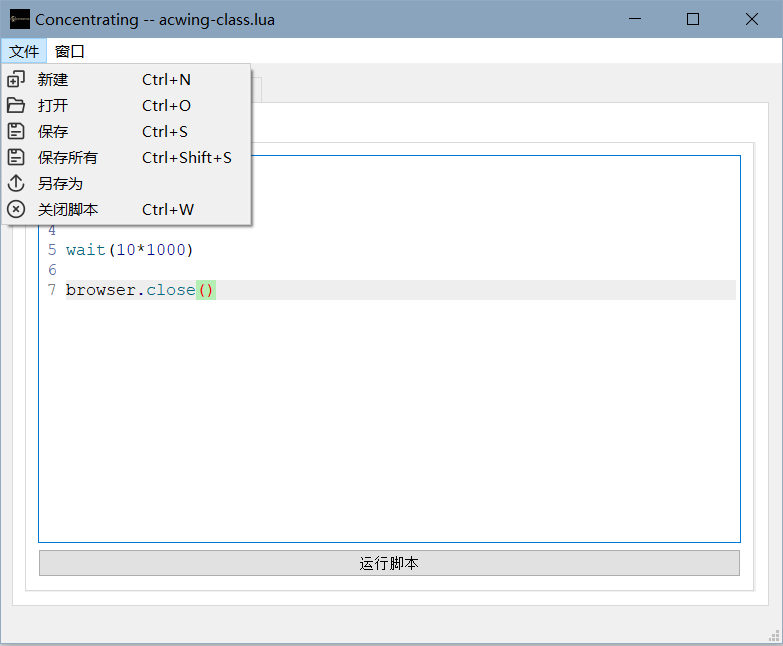 Concentrating -- acwing-class.lua
文件 窗口
新建 Ctrl+N
打开 Ctrl+O
保存 Ctrl+S
保存所有 Ctrl+Shift+S
另存为
关闭脚本 Ctrl+W
4
5 wait(10*1000)
6
7 browser.close()
运行脚本